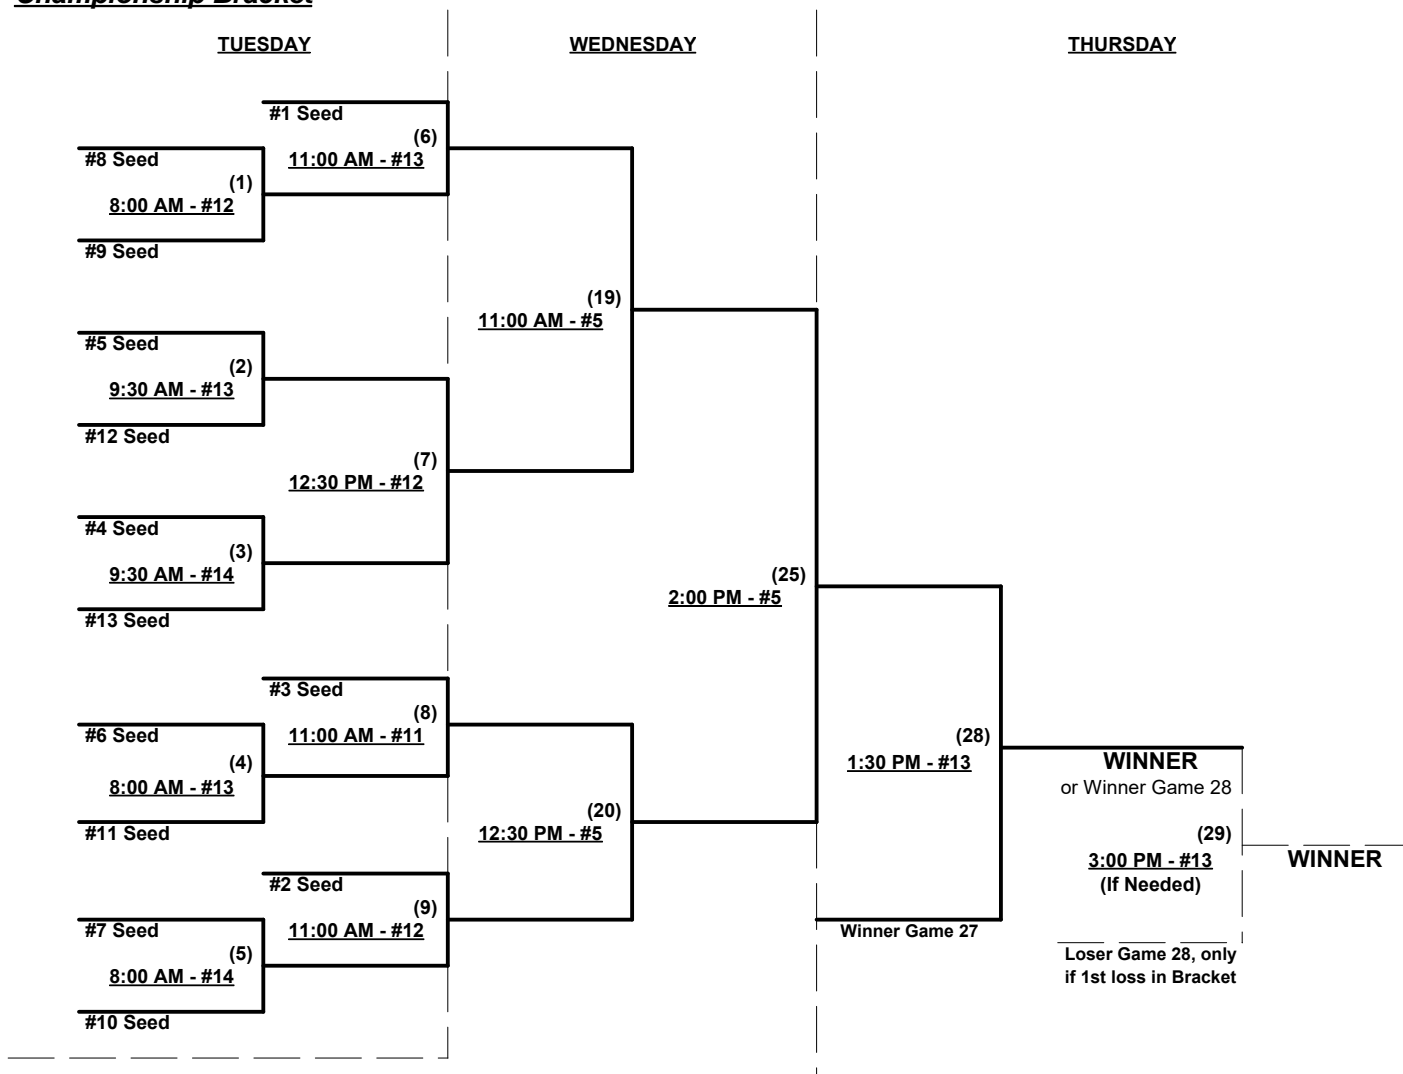 Championship Bracket
TUESDAY
WEDNESDAY
THURSDAY
#1 Seed
(6)
11:00 AM - #13
#8 Seed
(1)
8:00 AM - #12
#9 Seed
(19)
11:00 AM - #5
#5 Seed
(2)
9:30 AM - #13
#12 Seed
(7)
12:30 PM - #12
#4 Seed
(3)
9:30 AM - #14
#13 Seed
(25)
2:00 PM - #5
#3 Seed
(8)
11:00 AM - #11
#6 Seed
(4)
8:00 AM - #13
#11 Seed
(20)
12:30 PM - #5
#2 Seed
(9)
11:00 AM - #12
#7 Seed
(5)
8:00 AM - #14
#10 Seed
(28)
1:30 PM - #13
Winner Game 27
WINNER
or Winner Game 28
(29)
3:00 PM - #13
(If Needed)
Loser Game 28, only
if 1st loss in Bracket
WINNER